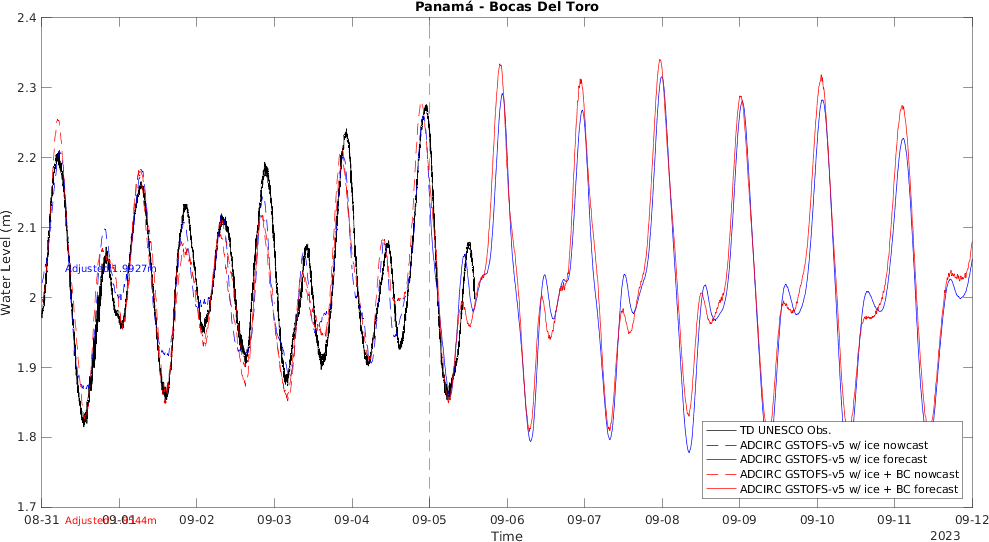 Panamá - Bocas Del Toro
2.4
2.3
2.2
2.1
2
1.9
1.8
1.7
Water Level (m)
Adjusted 1.9927m
TD UNESCO Obs.
ADCIRC GSTOFS-v5 w/ ice nowcast
ADCIRC GSTOFS-v5 w/ ice forecast
ADCIRC GSTOFS-v5 w/ ice + BC nowcast
ADCIRC GSTOFS-v5 w/ ice + BC forecast
08-31 09-01 09-02 09-03 09-04 09-05 09-06 09-07 09-08 09-09 09-10 09-11 09-12
Time
2023